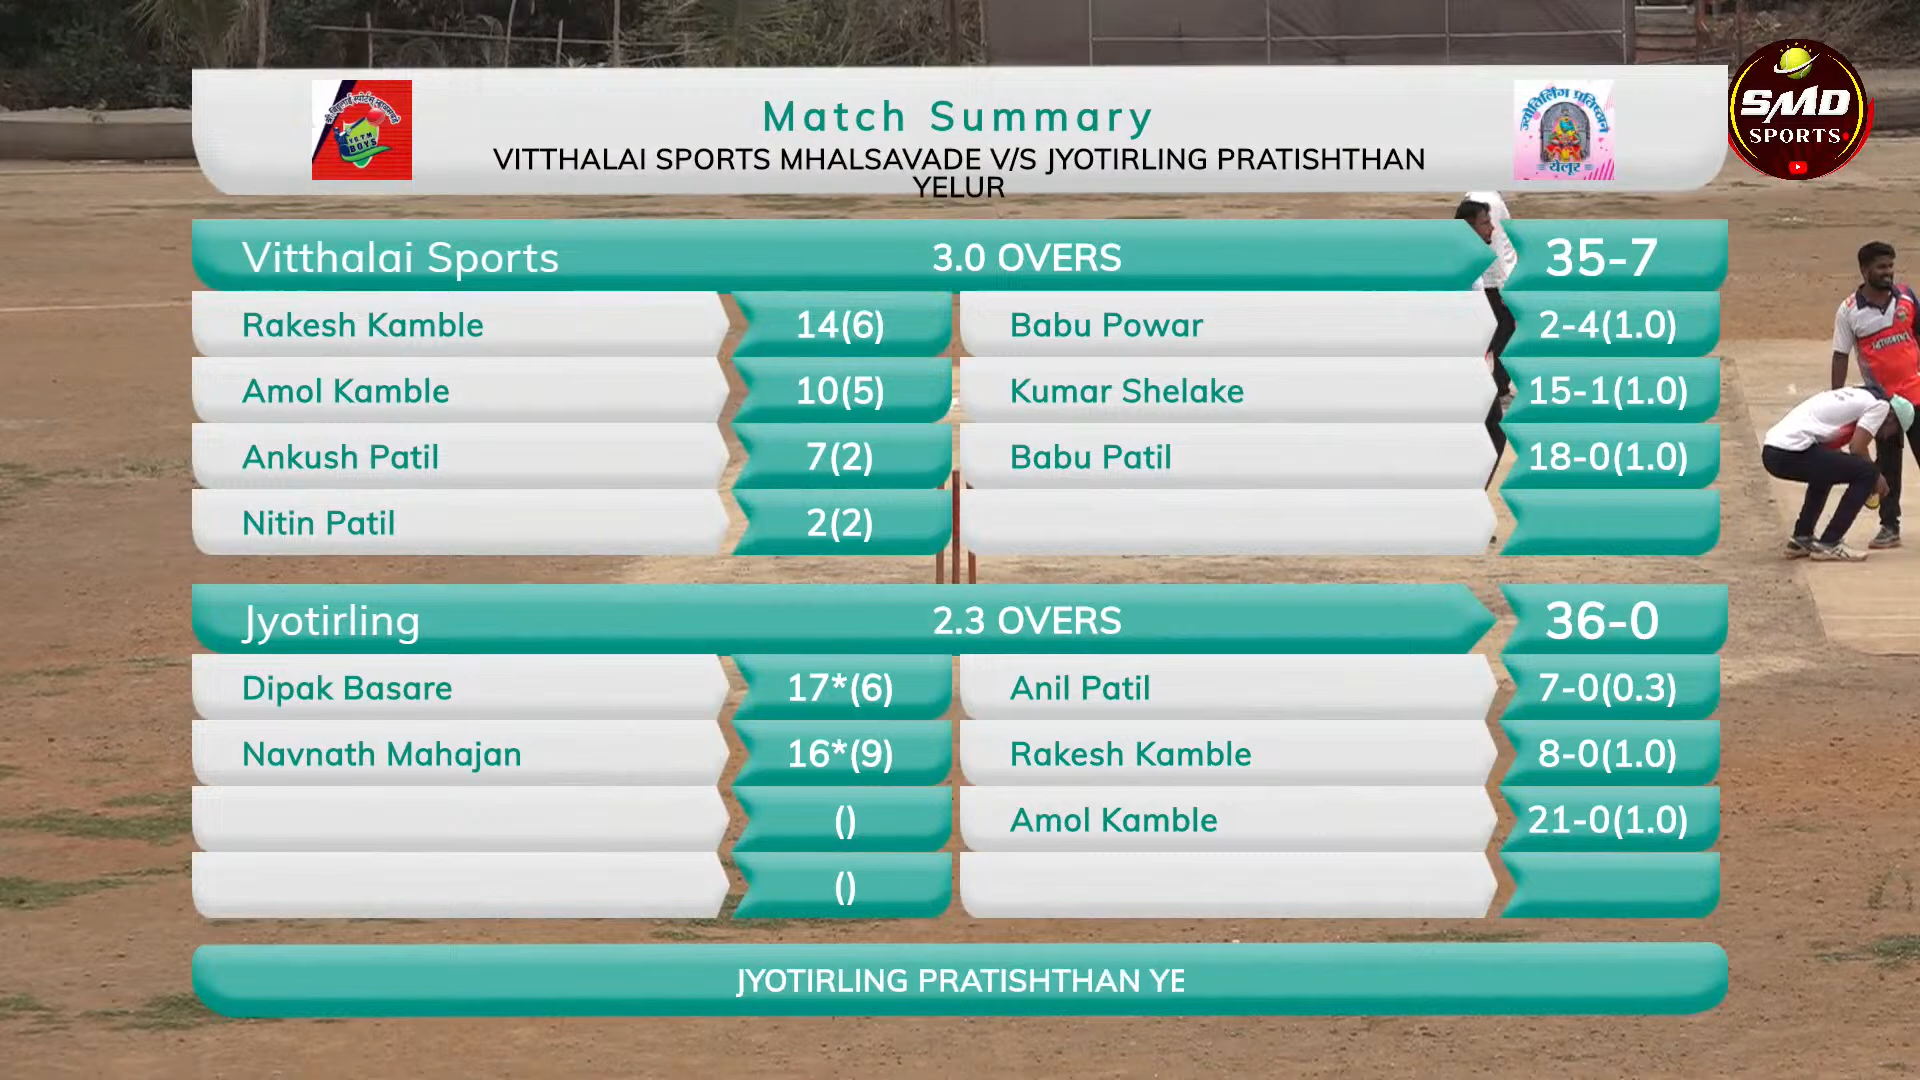 Match Summary
VITTHALAI SPORTS MHALSAVADE V/S JYOTIRLING PRATISHTHAN
YELUR
BOYS
ज्योतिर्लिंग प्रतिष्ठान
येलूर
SMD
SPORTS
Vitthalai Sports 3.0 OVERS 35-7
Rakesh Kamble 14(6) Babu Powar 2-4(1.0)
Amol Kamble 10(5) Kumar Shelake 15-1(1.0)
Ankush Patil 7(2) Babu Patil 18-0(1.0)
Nitin Patil 2(2)
Jyotirling 2.3 OVERS 36-0
Dipak Basare 17*(6) Anil Patil 7-0(0.3)
Navnath Mahajan 16*(9) Rakesh Kamble 8-0(1.0)
() Amol Kamble 21-0(1.0)
()
JYOTIRLING PRATISHTHAN YE